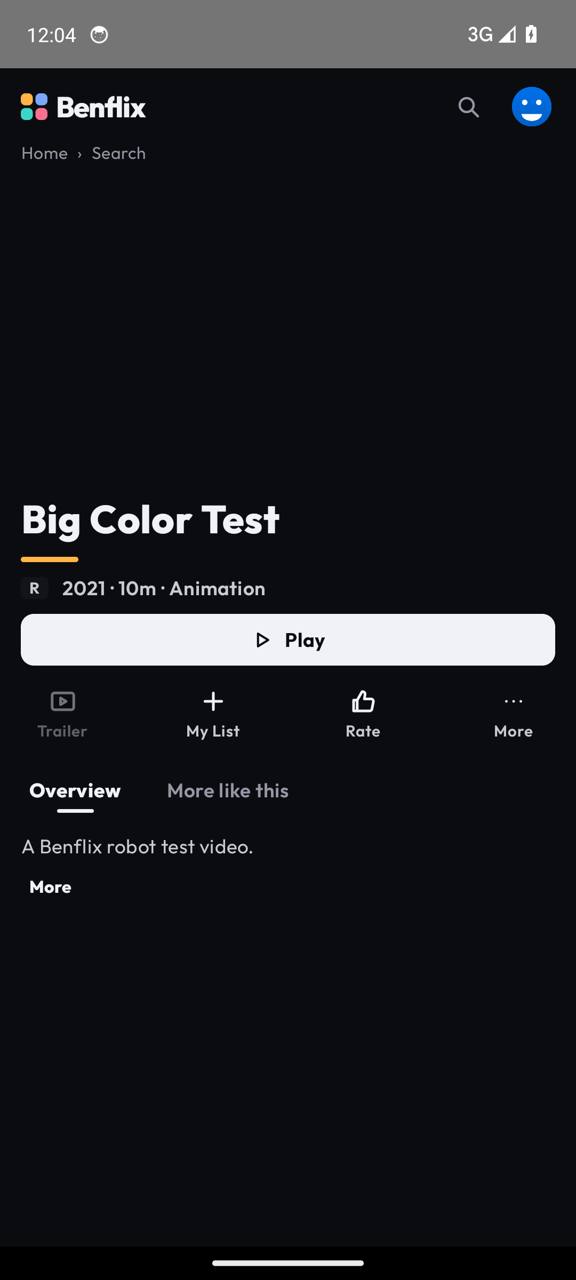 12:04
3G
Benflix
Home › Search
Big Color Test
R 2021 · 10m · Animation
Play
Trailer My List Rate More
Overview More like this
A Benflix robot test video.
More